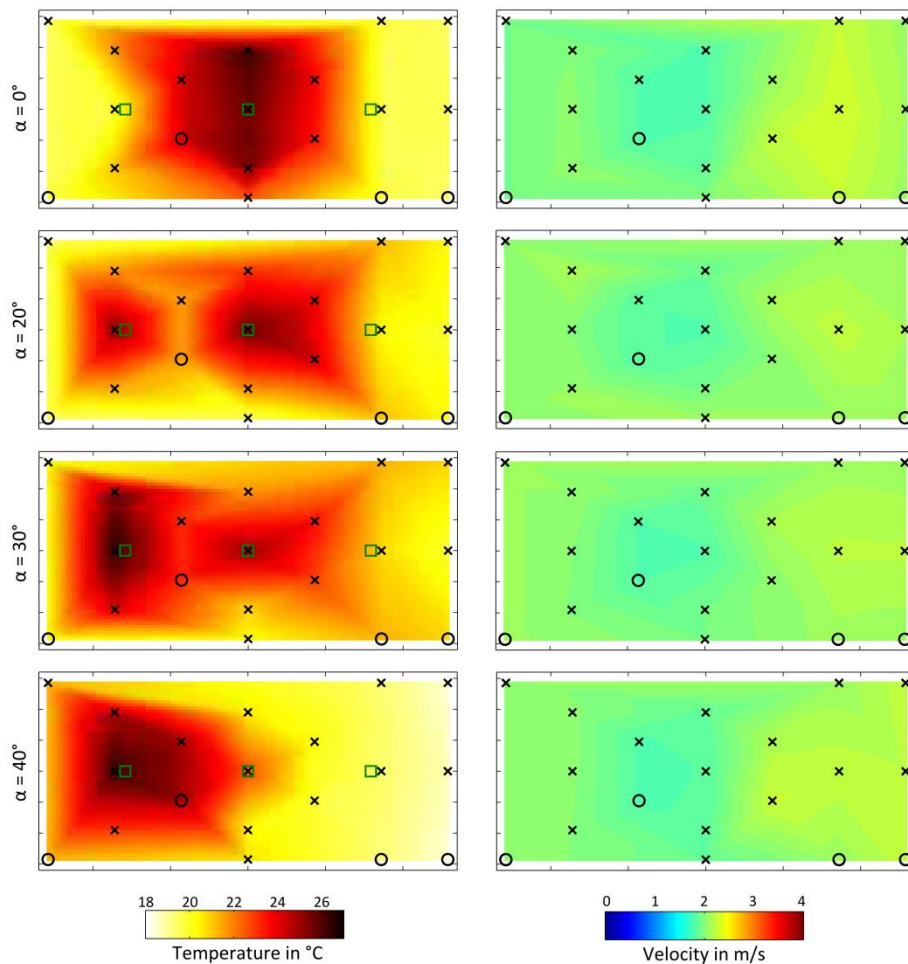 α = 0°
α = 20°
α = 30°
α = 40°
18 20 22 24 26
Temperature in °C
0 1 2 3 4
Velocity in m/s